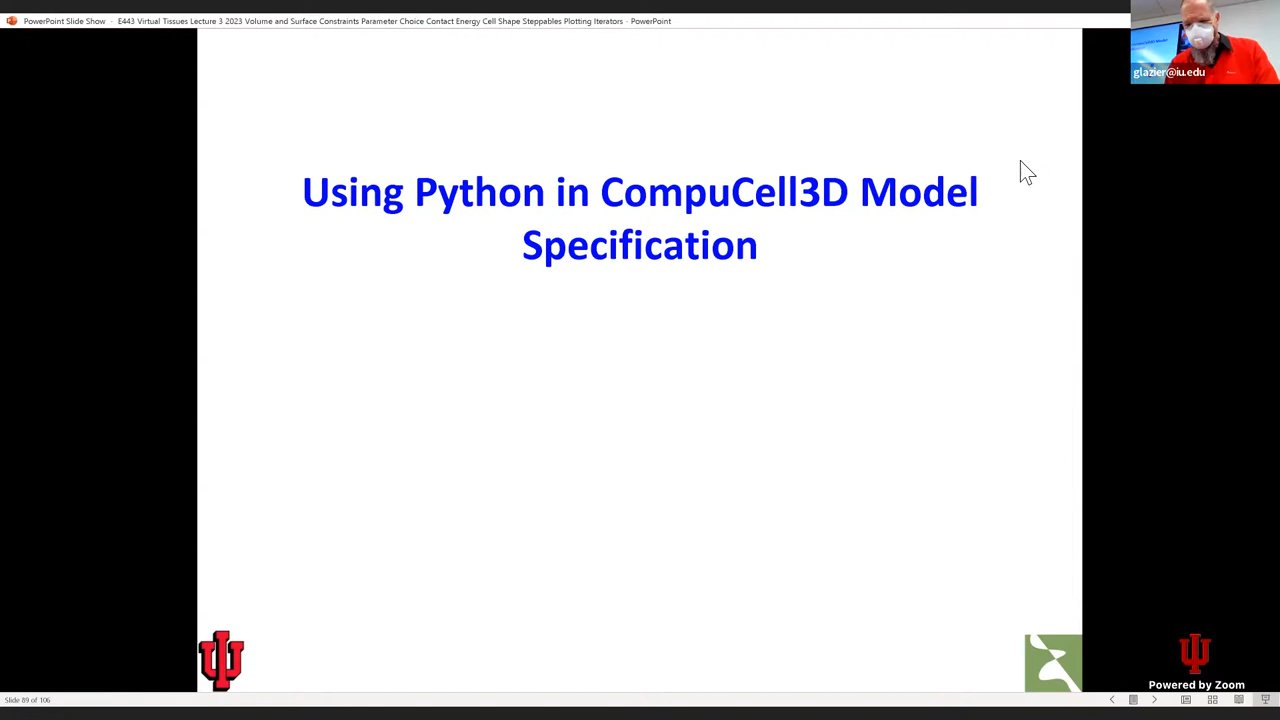 PowerPoint Slide Show - E443 Virtual Tissues Lecture 3 2023 Volume and Surface Constraints Parameter Choice Contact Energy Cell Shape Steppables Plotting Iterators - PowerPoint
glazier@iu.edu
Using Python in CompuCell3D Model
Specification
Powered by Zoom
Slide 89 of 106